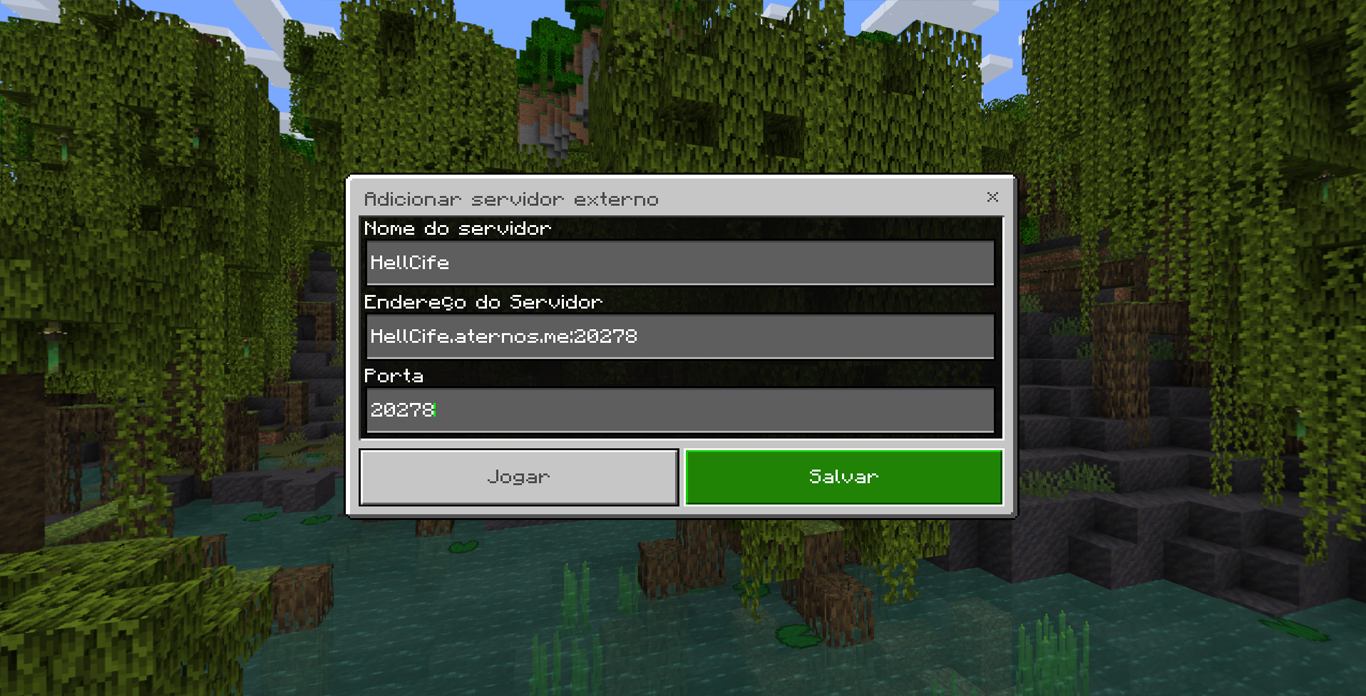 Adicionar servidor externo
Nome do servidor
HellCife
Endereço do Servidor
HellCife.aternos.me:20278
Porta
20278
Jogar
Salvar